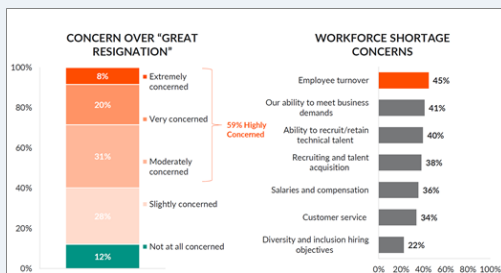 CONCERN OVER “GREAT
RESIGNATION”
100%
80%
60%
40%
20%
0%
8%
20%
31%
28%
12%
Extremely
concerned
Very concerned
Moderately
concerned
Slightly concerned
Not at all concerned
59% Highly
Concerned
WORKFORCE SHORTAGE
CONCERNS
Employee turnover
45%
Our ability to meet business
demands
41%
Ability to recruit/retain
technical talent
40%
Recruiting and talent
acquisition
38%
Salaries and compensation
36%
Customer service
34%
Diversity and inclusion hiring
objectives
22%
0% 20% 40% 60% 80% 100%